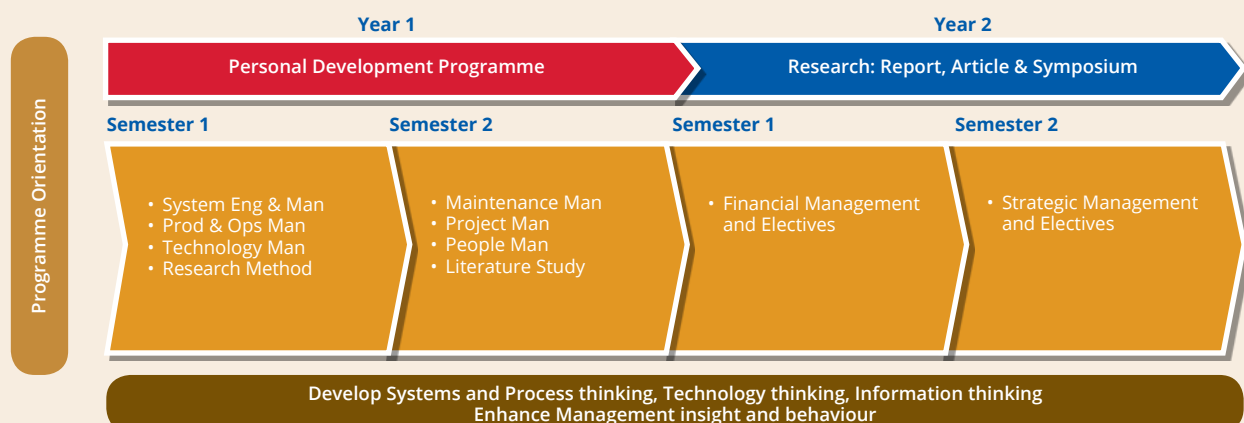 Programme Orientation
Year 1
Year 2
Personal Development Programme
Research: Report, Article & Symposium
Semester 1
Semester 2
Semester 1
Semester 2
• System Eng & Man
• Prod & Ops Man
• Technology Man
• Research Method
• Maintenance Man
• Project Man
• People Man
• Literature Study
• Financial Management
and Electives
• Strategic Management
and Electives
Develop Systems and Process thinking, Technology thinking, Information thinking
Enhance Management insight and behaviour